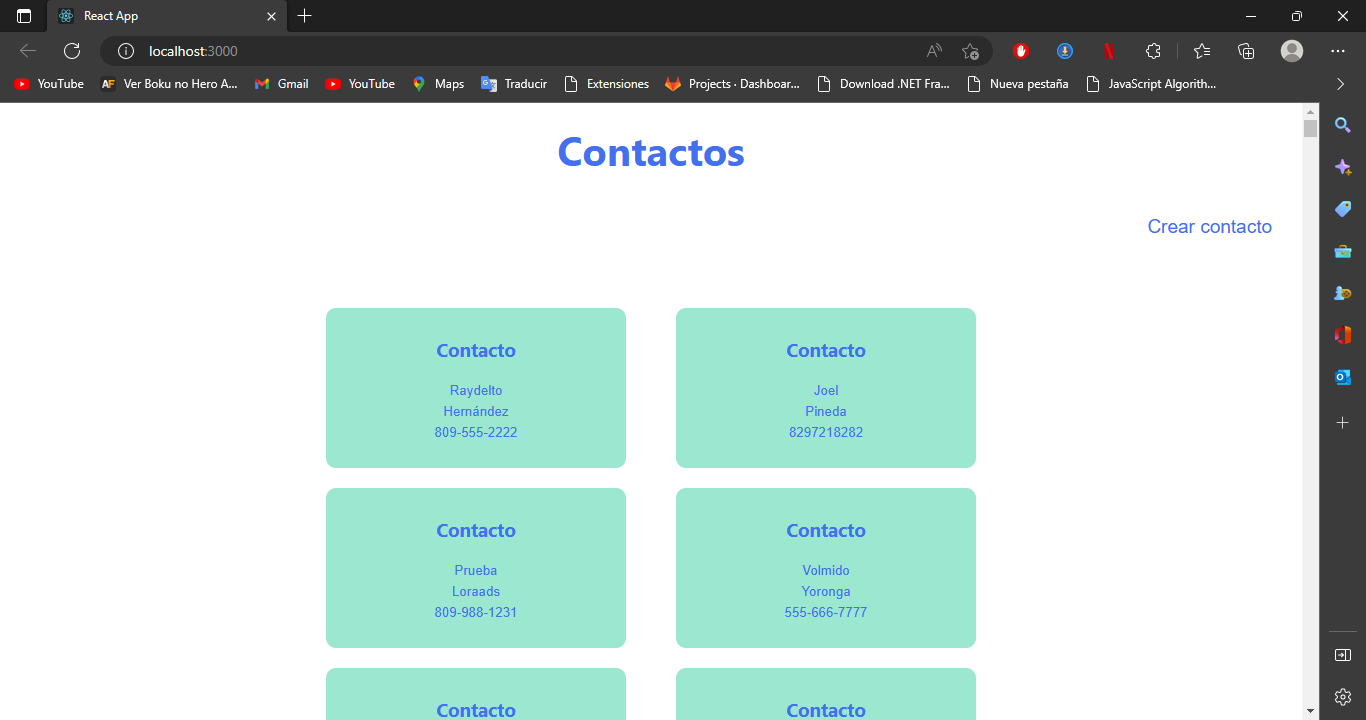 React App
localhost:3000
YouTube
Ver Boku no Hero A...
Gmail
YouTube
Maps
Traducir
Extensiones
Projects · Dashboar...
Download .NET Fra...
Nueva pestaña
JavaScript Algorith...
Contactos
Crear contacto
Contacto
Raydelto
Hernández
809-555-2222
Contacto
Joel
Pineda
8297218282
Contacto
Prueba
Loraads
809-988-1231
Contacto
Volmido
Yoronga
555-666-7777
Contacto
Contacto